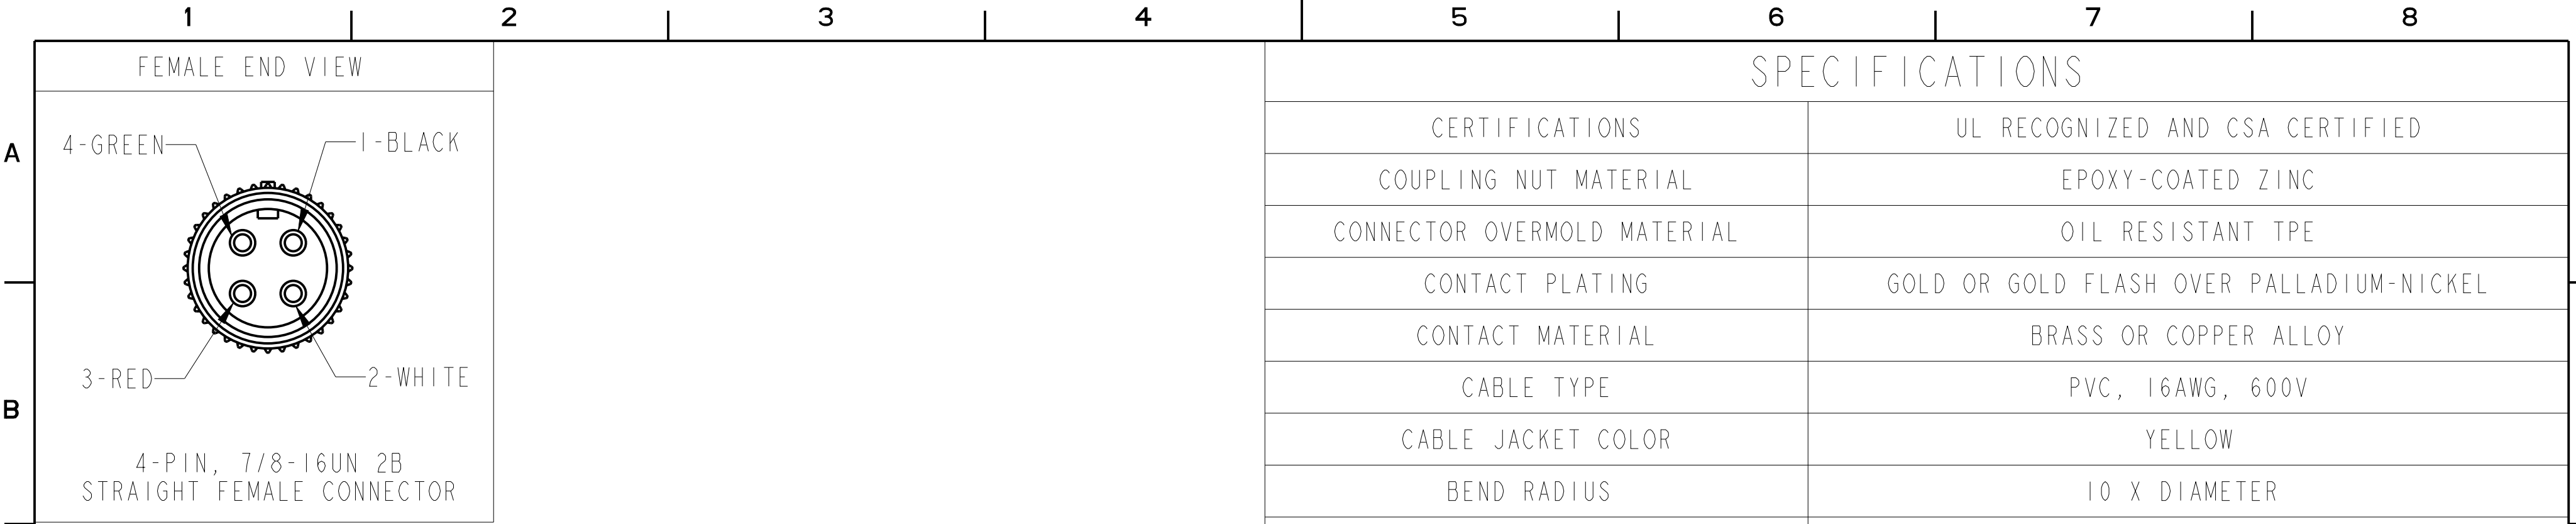 1 2 3 4 5 6 7 8
A
B
FEMALE END VIEW
4-GREEN
1-BLACK
3-RED
2-WHITE
4-PIN, 7/8-16UN 2B
STRAIGHT FEMALE CONNECTOR
SPECIFICATIONS
CERTIFICATIONS UL RECOGNIZED AND CSA CERTIFIED
COUPLING NUT MATERIAL EPOXY-COATED ZINC
CONNECTOR OVERMOLD MATERIAL OIL RESISTANT TPE
CONTACT PLATING GOLD OR GOLD FLASH OVER PALLADIUM-NICKEL
CONTACT MATERIAL BRASS OR COPPER ALLOY
CABLE TYPE PVC, 16AWG, 600V
CABLE JACKET COLOR YELLOW
BEND RADIUS 10 X DIAMETER